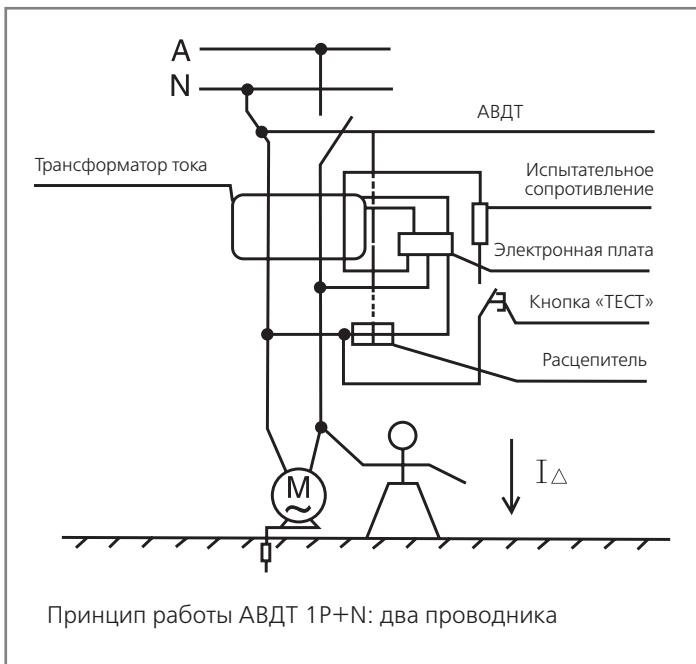 A
N
АВДТ
Трансформатор тока
Испытательное
сопротивление
Электронная плата
Кнопка «ТЕСТ»
Расцепитель
I△
M
~
Принцип работы АВДТ 1P+N: два проводника